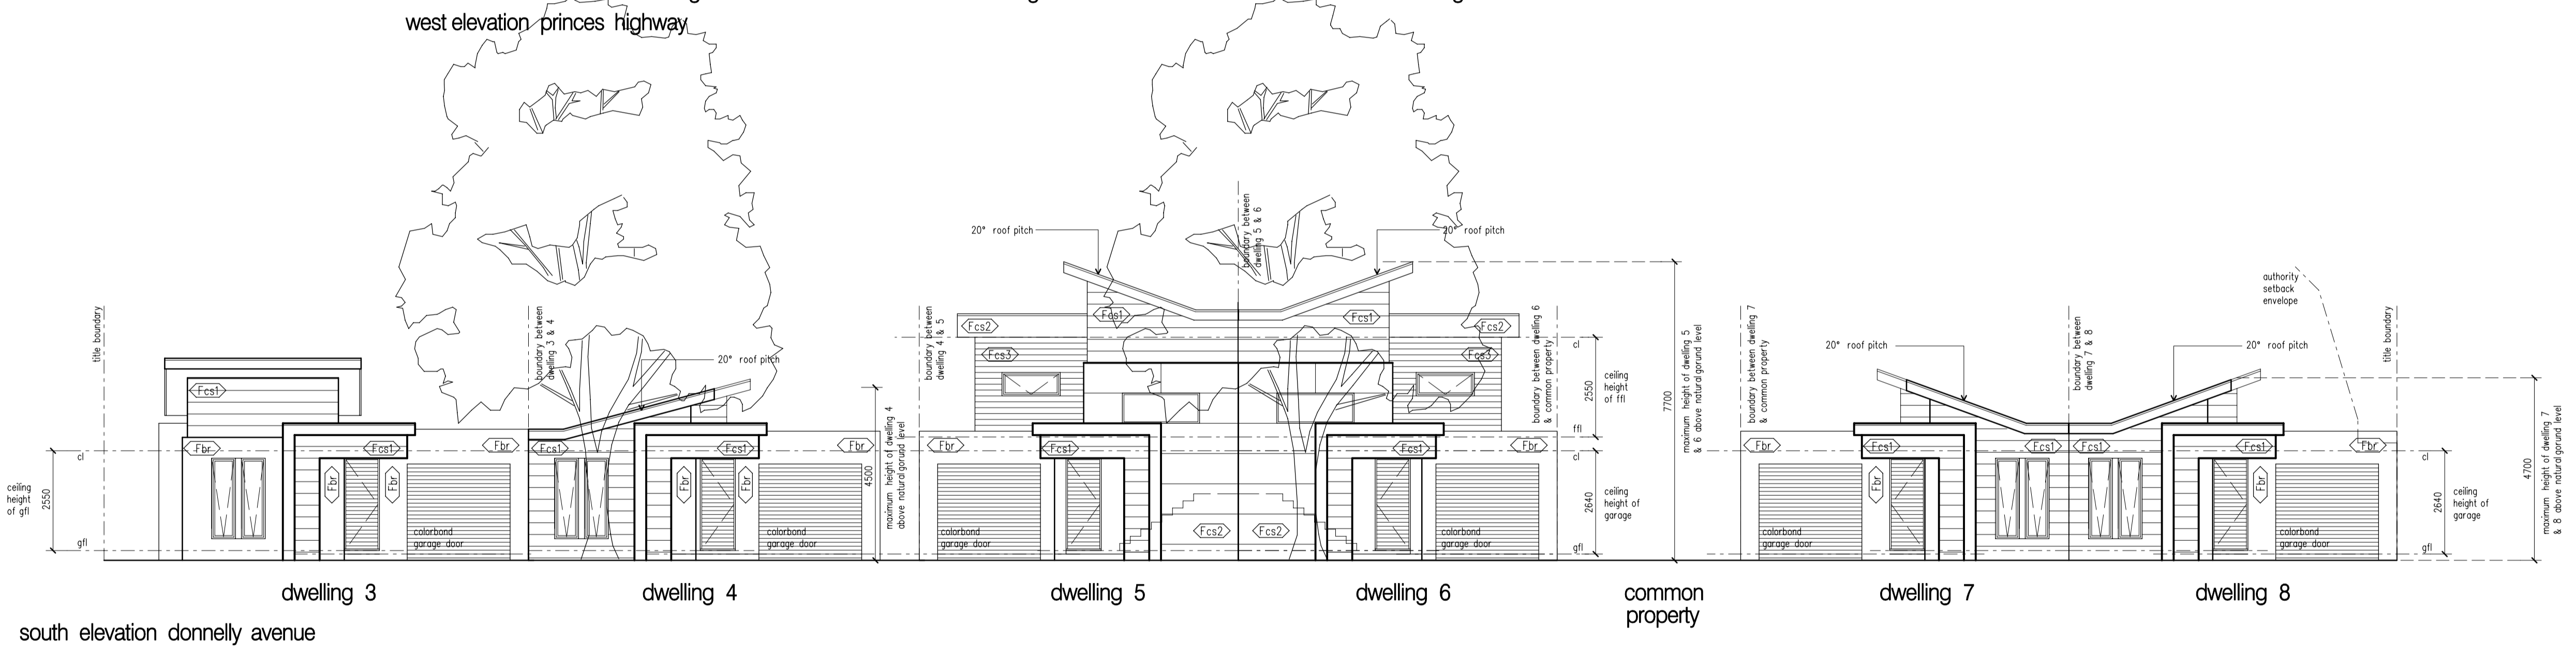 west elevation princes highway
title boundary
Fcs1
Fbr
Fbr
Fbr
Fcs1
Fbr
cl
ceiling
height
of gfl
2550
gfl
colorbond
garage door
boundary between
dwelling 3 & 4
20° roof pitch
Fcs1
Fbr
Fbr
Fcs1
Fbr
colorbond
garage door
4500
maximum height of dwelling 4
above natural gorund level
boundary between
dwelling 4 & 5
20° roof pitch
boundary between
dwelling 5 & 6
20° roof pitch
Fcs2
Fcs1
Fcs1
Fcs2
Fcs3
Fcs3
Fbr
Fcs1
Fcs1
Fbr
Fcs2
Fcs2
colorbond
garage door
colorbond
garage door
boundary between dwelling 6
& common property
cl
2550
ceiling
height
of ffl
ffl
cl
2640
ceiling
height of
garage
gfl
7700
maximum height of dwelling 5
& 6 above natural gorund level
boundary between dwelling 7
& common property
20° roof pitch
boundary between
dwelling 7 & 8
20° roof pitch
authority
setback
envelope
title boundary
Fbr
Fcs1
Fbr
Fcs1
Fcs1
Fcs1
Fbr
Fbr
colorbond
garage door
colorbond
garage door
cl
2640
ceiling
height of
garage
gfl
4700
maximum height of dwelling 7
& 8 above natural gorund level
dwelling 3
dwelling 4
dwelling 5
dwelling 6
common
property
dwelling 7
dwelling 8
south elevation donnelly avenue